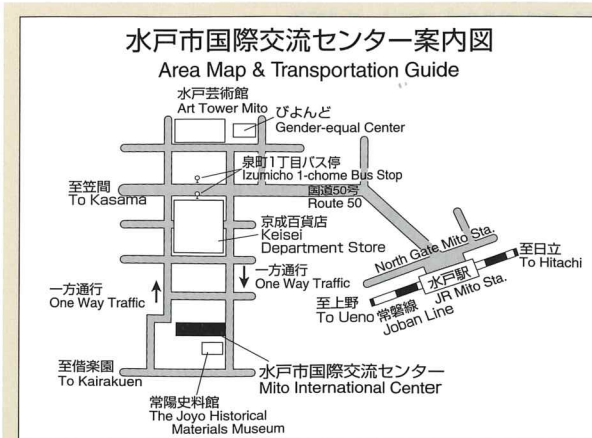 水戸市国際交流センター案内図
Area Map & Transportation Guide
水戸芸術館
Art Tower Mito
びよんど
Gender-equal Center
泉町1丁目バス停
Izumicho 1-chome Bus Stop
至笠間
To Kasama
国道50号
Route 50
京成百貨店
Keisei
Department Store
North Gate Mito Sta.
至日立
To Hitachi
水戸駅
JR Mito Sta.
至上野
To Ueno
常磐線
Joban Line
一方通行
One Way Traffic
一方通行
One Way Traffic
至偕楽園
To Kairakuen
水戸市国際交流センター
Mito International Center
常陽史料館
The Joyo Historical
Materials Museum